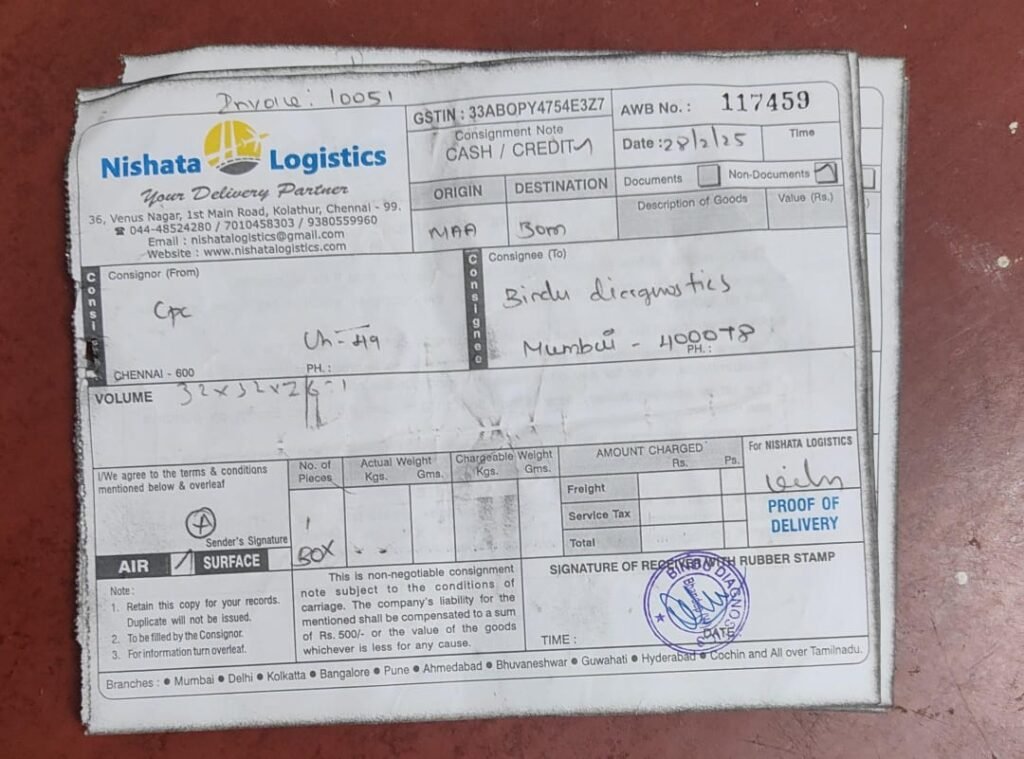 Invoice: 10051
Nishata Logistics
Your Delivery Partner
36, Venus Nagar, 1st Main Road, Kolathur, Chennai - 99.
☎ 044-48524280 / 7010458303 / 9380559960
Email : nishatalogistics@gmail.com
Website : www.nishatalogistics.com
GSTIN : 33ABOPY4754E3Z7
Consignment Note
CASH / CREDIT
ORIGIN DESTINATION
MAA Bom
AWB No. : 117459
Date : 28/2/25 Time
Documents Non-Documents
Description of Goods Value (Rs.)
Consignor (From)
Cpc
Ch-49
CHENNAI - 600 PH. :
Consignee
Consignee (To)
Bindu diagnostics
Mumbai - 400078
PH. :
VOLUME 32x32x26-1
I/We agree to the terms & conditions
mentioned below & overleaf
Sender's Signature
AIR SURFACE
No. of Pieces
1
BOX
Actual Weight
Kgs. Gms.
Chargeable Weight
Kgs. Gms.
AMOUNT CHARGED
Rs. Ps.
Freight
Service Tax
Total
For NISHATA LOGISTICS
PROOF OF
DELIVERY
Note :
1. Retain this copy for your records.
Duplicate will not be issued.
2. To be filled by the Consignor.
3. For information turn overleaf.
This is non-negotiable consignment
note subject to the conditions of
carriage. The company's liability for the
mentioned shall be compensated to a sum
of Rs. 500/- or the value of the goods
whichever is less for any cause.
SIGNATURE OF RECEIVED WITH RUBBER STAMP
BINDU DIAGNOSTICS
TIME : DATE
Branches : ● Mumbai ● Delhi ● Kolkatta ● Bangalore ● Pune ● Ahmedabad ● Bhuvaneshwar ● Guwahati ● Hyderabad ● Cochin and All over Tamilnadu.